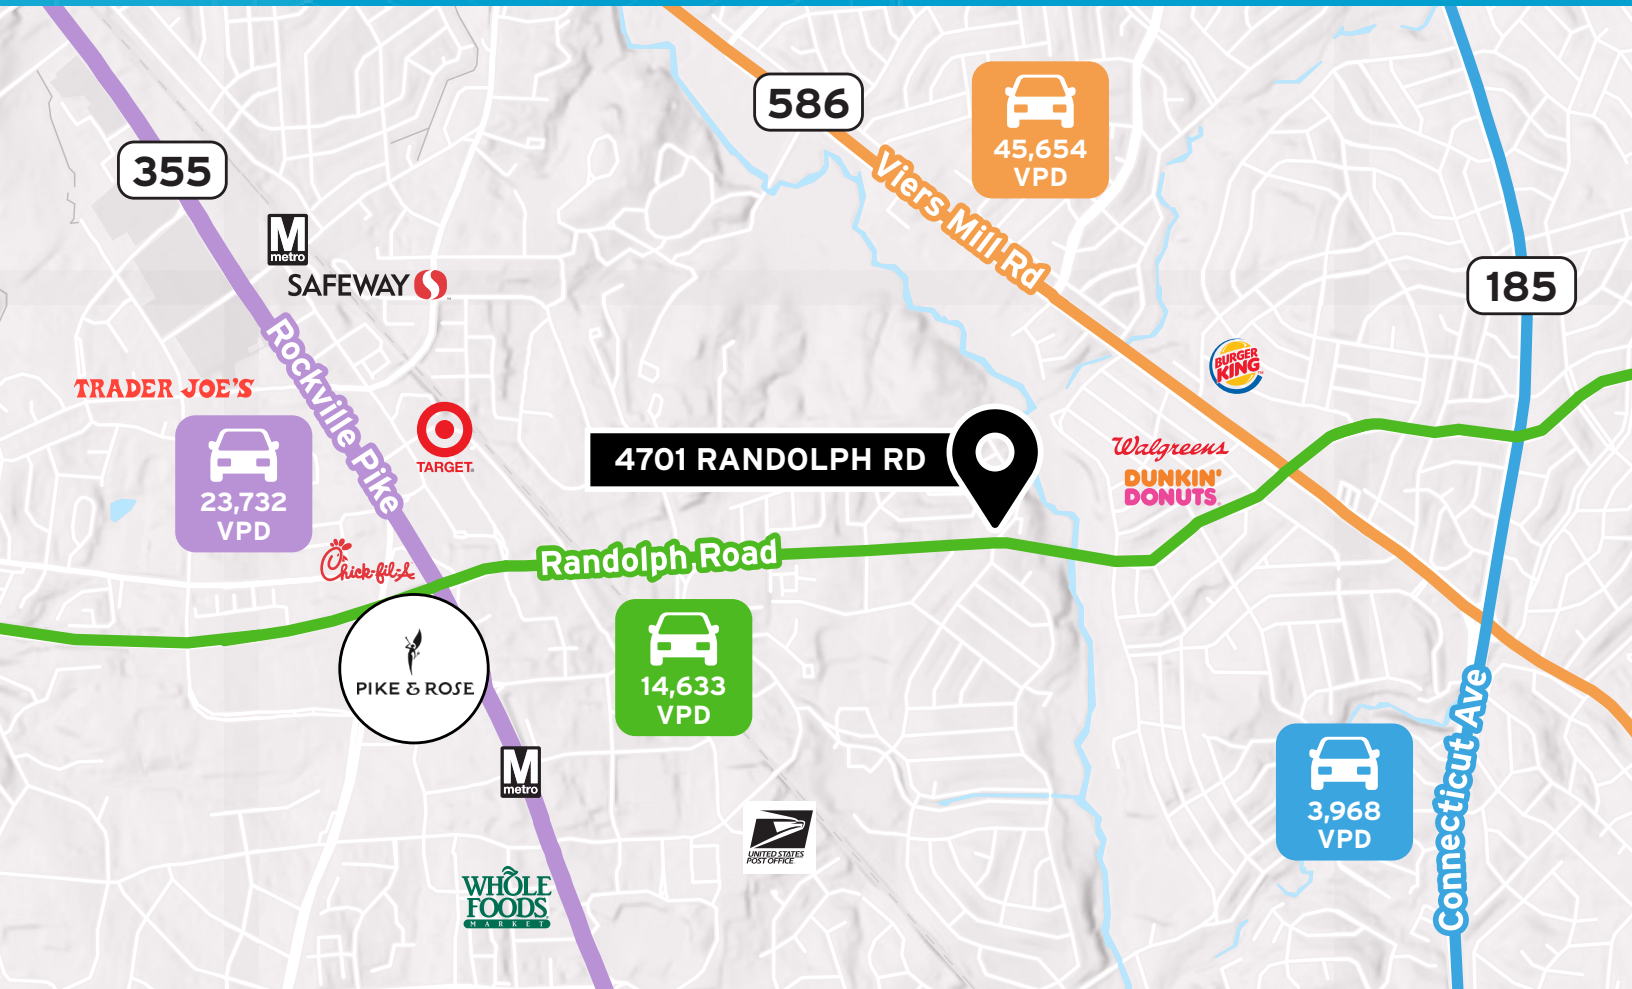 586
45,654
VPD
355
Viers Mill Rd
M
metro
SAFEWAY
185
Rockville Pike
BURGER
KING
TRADER JOE'S
TARGET
23,732
VPD
4701 RANDOLPH RD
Walgreens
DUNKIN'
DONUTS
Chick-fil-A
Randolph Road
PIKE & ROSE
14,633
VPD
Connecticut Ave
M
metro
3,968
VPD
UNITED STATES
POST OFFICE
WHOLE
FOODS
MARKET